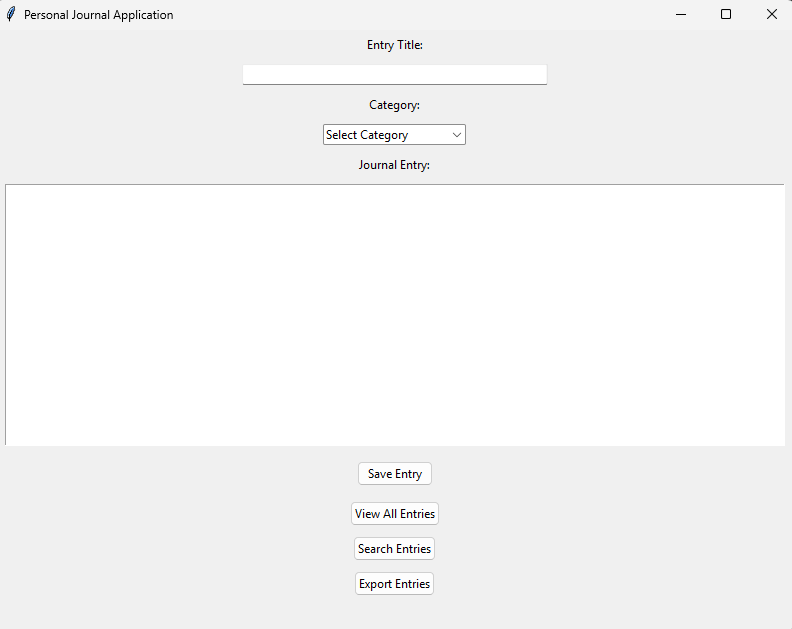 Personal Journal Application
Entry Title:
Category:
Select Category
Journal Entry:
Save Entry
View All Entries
Search Entries
Export Entries